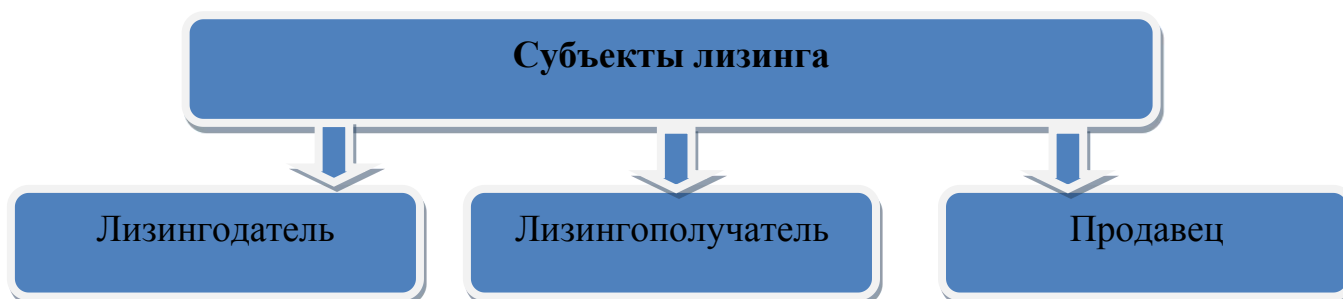 Субъекты лизинга
Лизингодатель
Лизингополучатель
Продавец